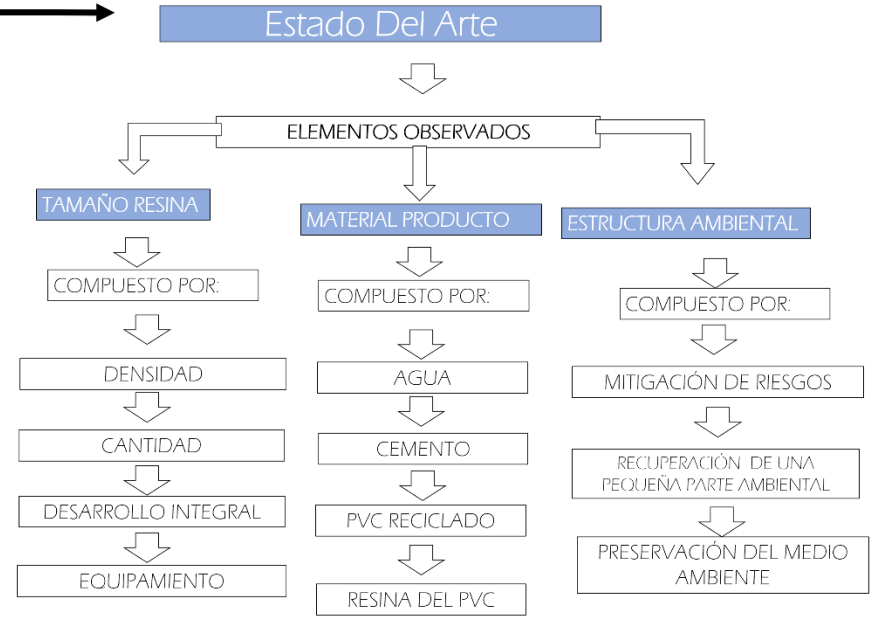 Estado Del Arte
ELEMENTOS OBSERVADOS
TAMAÑO RESINA
COMPUESTO POR:
DENSIDAD
CANTIDAD
DESARROLLO INTEGRAL
EQUIPAMIENTO
MATERIAL PRODUCTO
COMPUESTO POR:
AGUA
CEMENTO
PVC RECICLADO
RESINA DEL PVC
ESTRUCTURA AMBIENTAL
COMPUESTO POR:
MITIGACIÓN DE RIESGOS
RECUPERACIÓN DE UNA
PEQUEÑA PARTE AMBIENTAL
PRESERVACIÓN DEL MEDIO
AMBIENTE